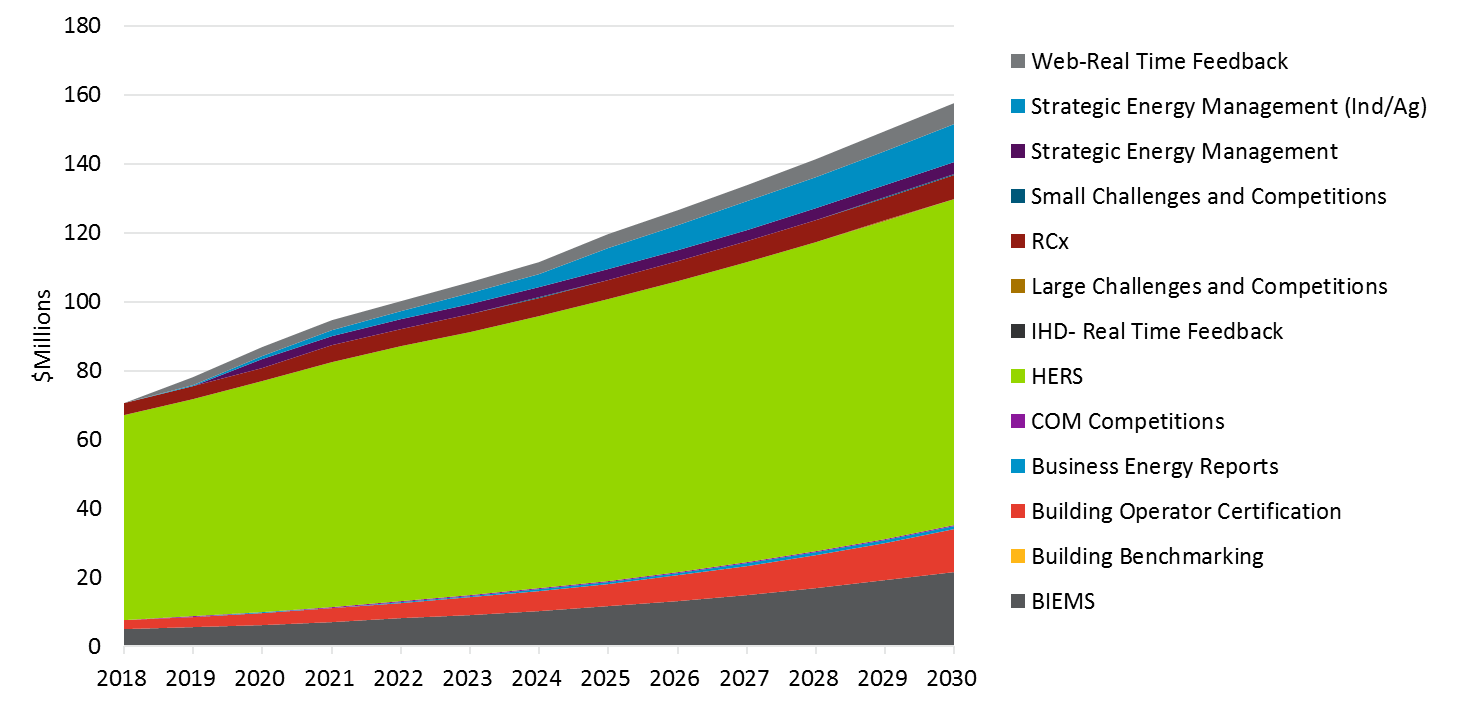 180
160
140
120
100
80
60
40
20
0
$Millions
2018 2019 2020 2021 2022 2023 2024 2025 2026 2027 2028 2029 2030
Web-Real Time Feedback
Strategic Energy Management (Ind/Ag)
Strategic Energy Management
Small Challenges and Competitions
RCx
Large Challenges and Competitions
IHD- Real Time Feedback
HERS
COM Competitions
Business Energy Reports
Building Operator Certification
Building Benchmarking
BIEMS